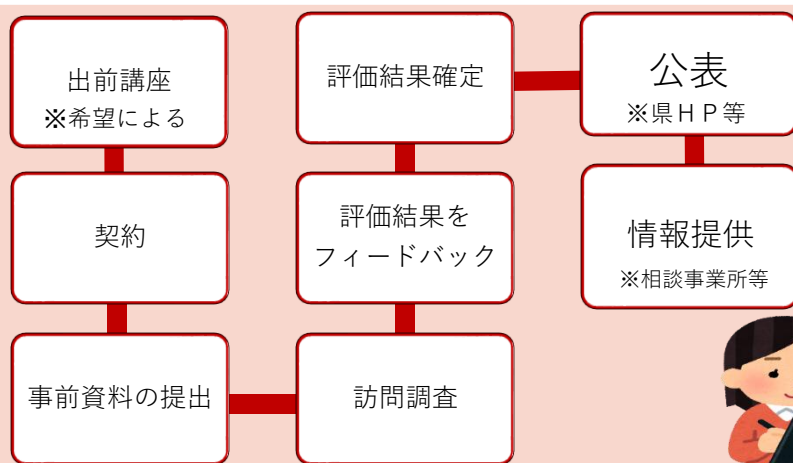 出前講座
※希望による
契約
事前資料の提出
訪問調査
評価結果を
フィードバック
評価結果確定
公表
※県ＨＰ等
情報提供
※相談事業所等